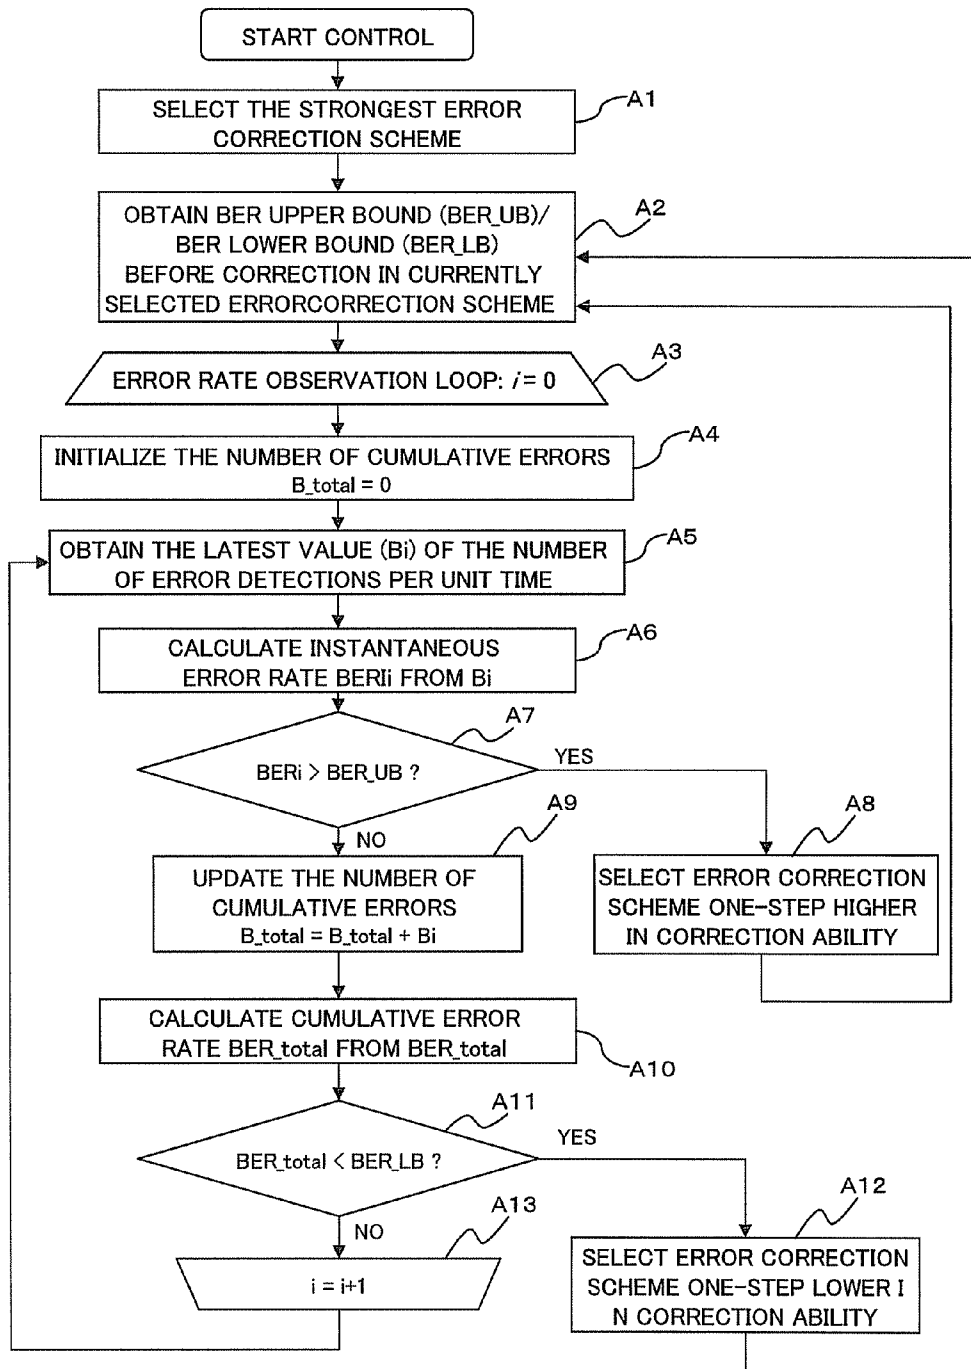 START CONTROL
SELECT THE STRONGEST ERROR
CORRECTION SCHEME
A1
OBTAIN BER UPPER BOUND (BER_UB)/
BER LOWER BOUND (BER_LB)
BEFORE CORRECTION IN CURRENTLY
SELECTED ERRORCORRECTION SCHEME
A2
ERROR RATE OBSERVATION LOOP: i = 0
A3
INITIALIZE THE NUMBER OF CUMULATIVE ERRORS
B_total = 0
A4
OBTAIN THE LATEST VALUE (Bi) OF THE NUMBER
OF ERROR DETECTIONS PER UNIT TIME
A5
CALCULATE INSTANTANEOUS
ERROR RATE BERIi FROM Bi
A6
BERi > BER_UB ?
A7
YES
NO
SELECT ERROR CORRECTION
SCHEME ONE-STEP HIGHER
IN CORRECTION ABILITY
A8
UPDATE THE NUMBER OF
CUMULATIVE ERRORS
B_total = B_total + Bi
A9
CALCULATE CUMULATIVE ERROR
RATE BER_total FROM BER_total
A10
BER_total < BER_LB ?
A11
YES
NO
SELECT ERROR CORRECTION
SCHEME ONE-STEP LOWER I
N CORRECTION ABILITY
A12
i = i+1
A13